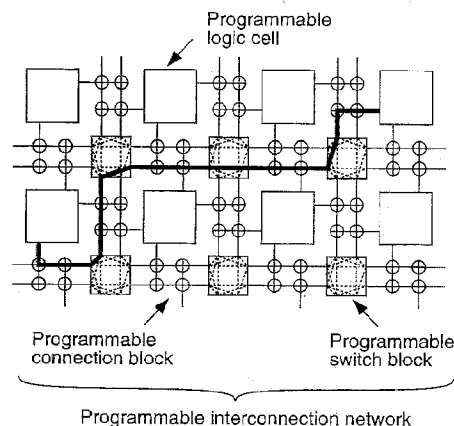 Programmable
logic cell
Programmable
connection block
Programmable
switch block
Programmable interconnection network